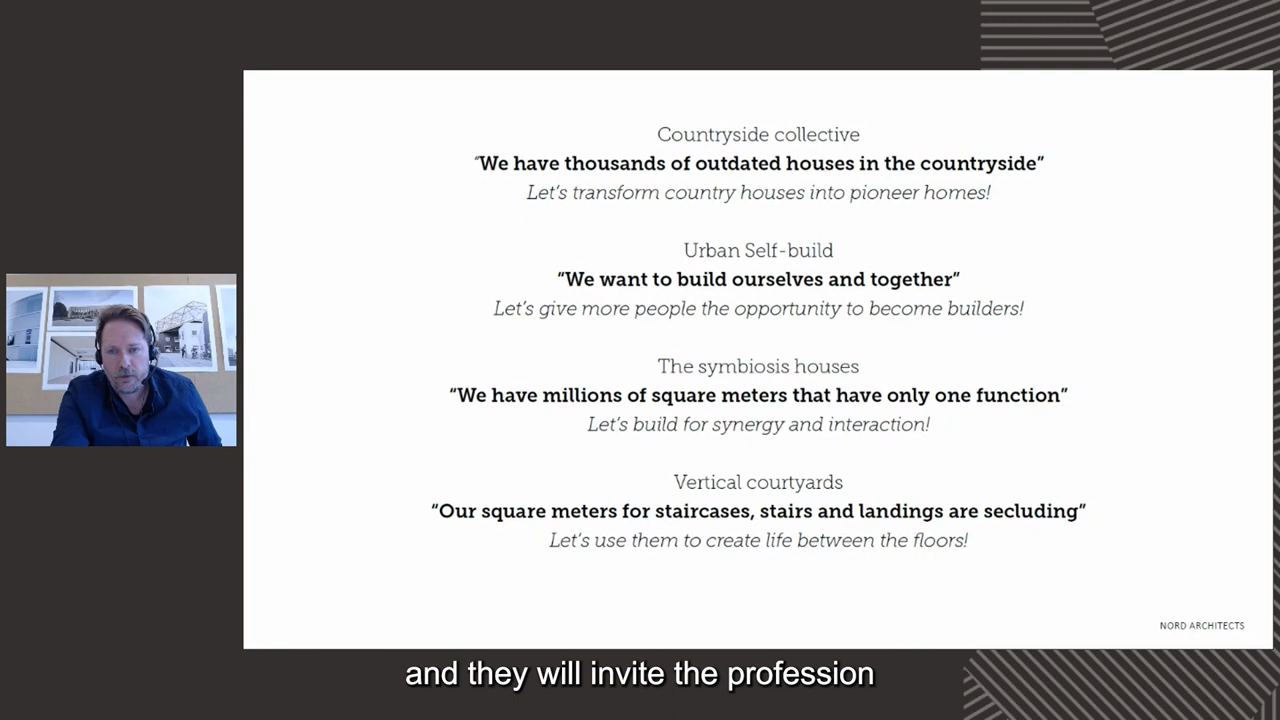 Countryside collective
“We have thousands of outdated houses in the countryside”
Let’s transform country houses into pioneer homes!
Urban Self-build
“We want to build ourselves and together”
Let’s give more people the opportunity to become builders!
The symbiosis houses
“We have millions of square meters that have only one function”
Let’s build for synergy and interaction!
Vertical courtyards
“Our square meters for staircases, stairs and landings are secluding”
Let’s use them to create life between the floors!
NORD ARCHITECTS
and they will invite the profession